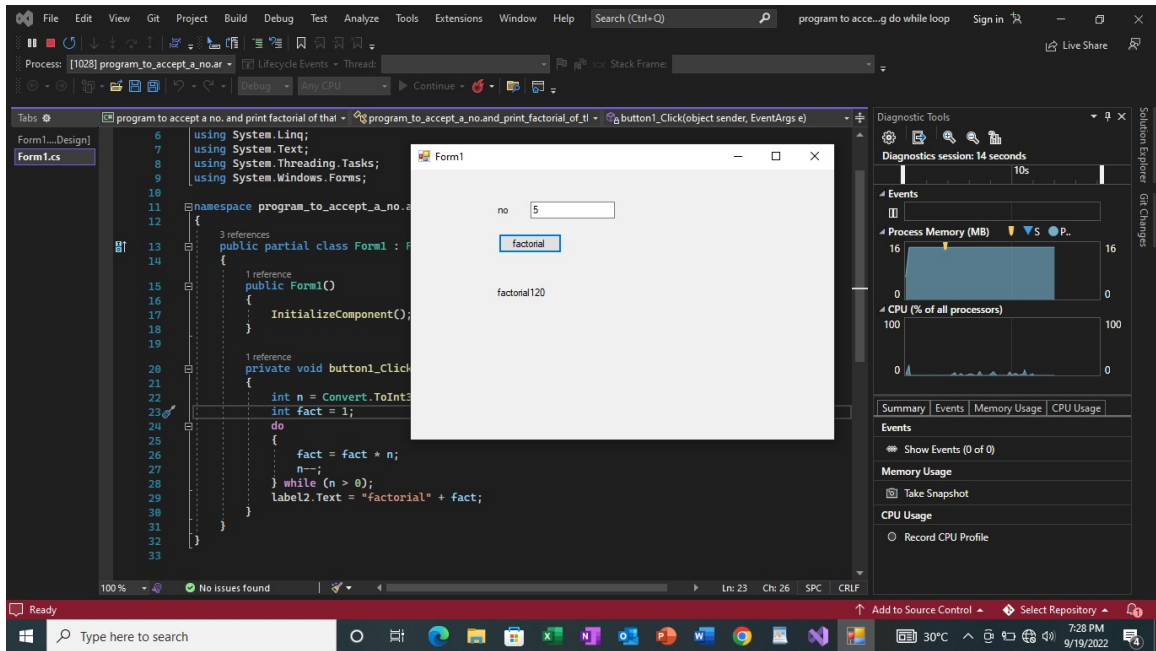 File Edit View Git Project Build Debug Test Analyze Tools Extensions Window Help Search (Ctrl+Q) program to acce...g do while loop Sign in
Live Share
Process: [1028] program_to_accept_a_no.ar Lifecycle Events Thread: Stack Frame:
Debug Any CPU Continue
Tabs
Form1....Design]
Form1.cs
program to accept a no. and print factorial of that program_to_accept_a_no.and_print_factorial_of_tl button1_Click(object sender, EventArgs e)
6 using System.Linq;
7 using System.Text;
8 using System.Threading.Tasks;
9 using System.Windows.Forms;
10
11 namespace program_to_accept_a_no.a
12 {
3 references
13 public partial class Form1 : F
14 {
1 reference
15 public Form1()
16 {
17 InitializeComponent();
18 }
19
1 reference
20 private void button1_Click
21 {
22 int n = Convert.ToInt3
23 int fact = 1;
24 do
25 {
26 fact = fact * n;
27 n--;
28 } while (n > 0);
29 label2.Text = "factorial" + fact;
30 }
31 }
32 }
33
100 % No issues found Ln: 23 Ch: 26 SPC CRLF
Form1
no 5
factorial
factorial120
Diagnostic Tools
Diagnostics session: 14 seconds
10s
Events
Process Memory (MB) S P..
16 16
0 0
CPU (% of all processors)
100 100
0 0
Summary Events Memory Usage CPU Usage
Events
Show Events (0 of 0)
Memory Usage
Take Snapshot
CPU Usage
Record CPU Profile
Solution Explorer
Git Changes
Ready Add to Source Control Select Repository 1
Type here to search 30°C 7:28 PM
9/19/2022 4